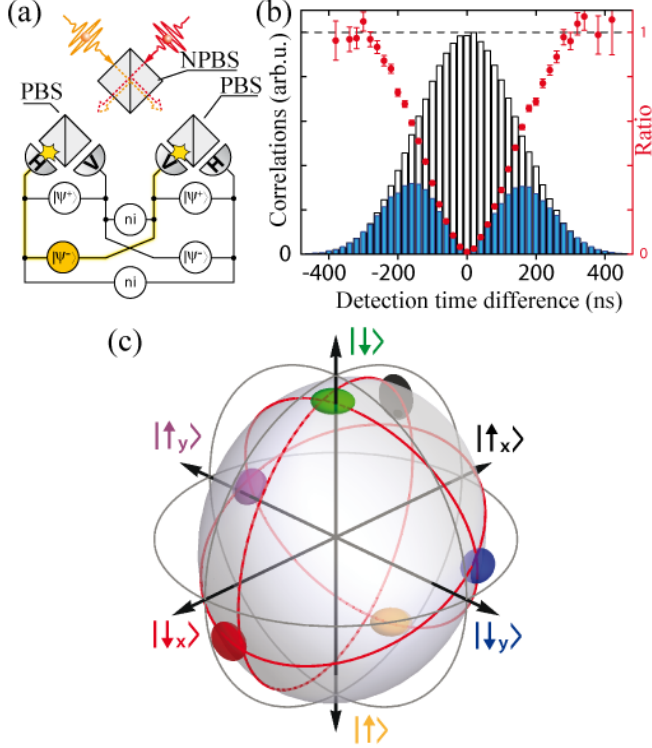 (a)
NPBS
PBS
PBS
H V V H
|Ψ⁺⟩ ni |Ψ⁺⟩
|Ψ⁻⟩ |Ψ⁻⟩
ni
(b)
Correlations (arb.u.)
0
1
Ratio
0
-400 -200 0 200 400
Detection time difference (ns)
(c)
|↓⟩
|↑y⟩
|↑x⟩
|↓x⟩
|↓y⟩
|↑⟩